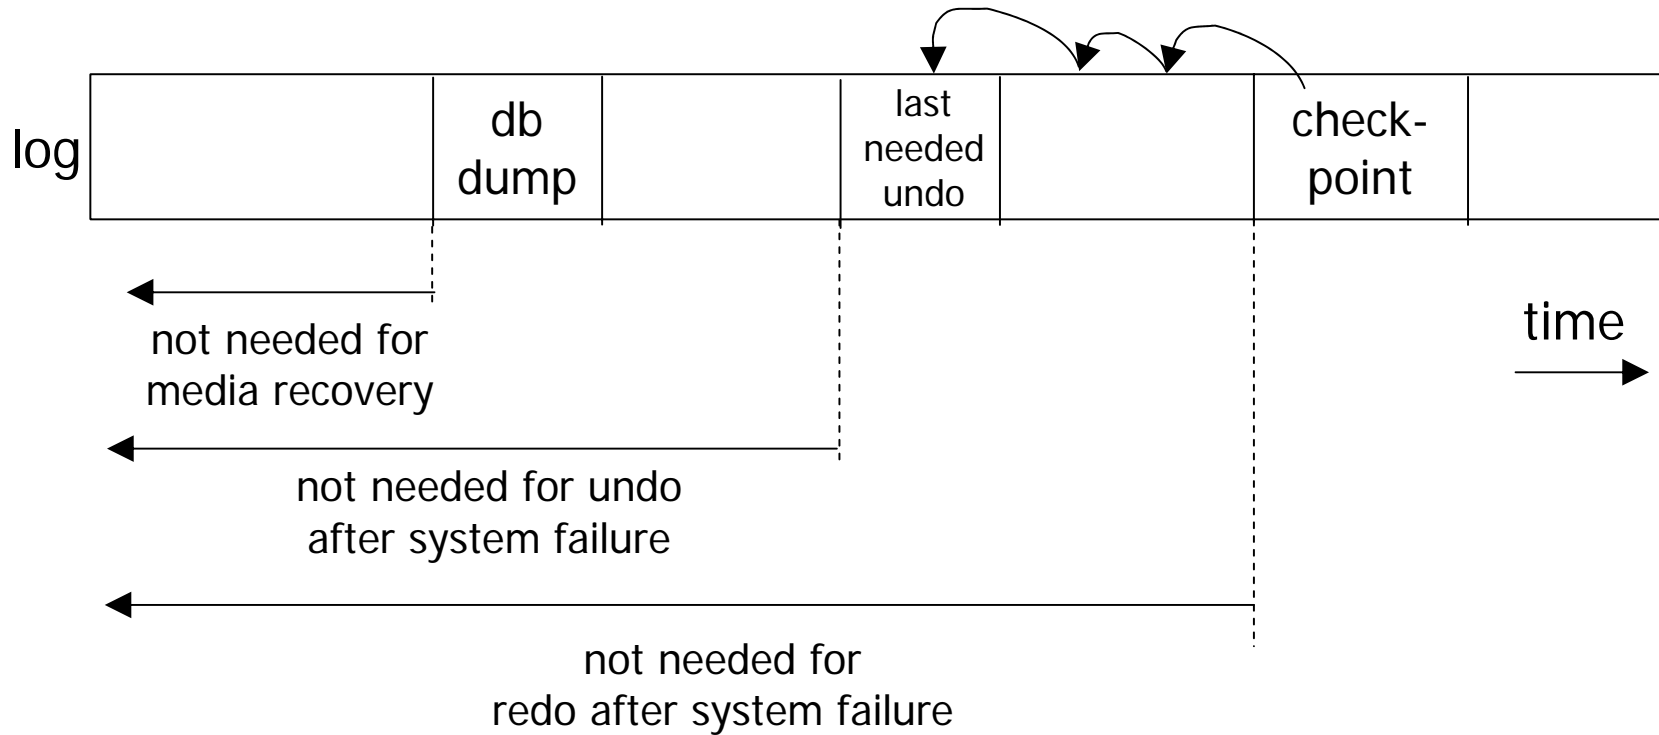 log
db
dump
last
needed
undo
check-
point
not needed for
media recovery
time
not needed for undo
after system failure
not needed for
redo after system failure